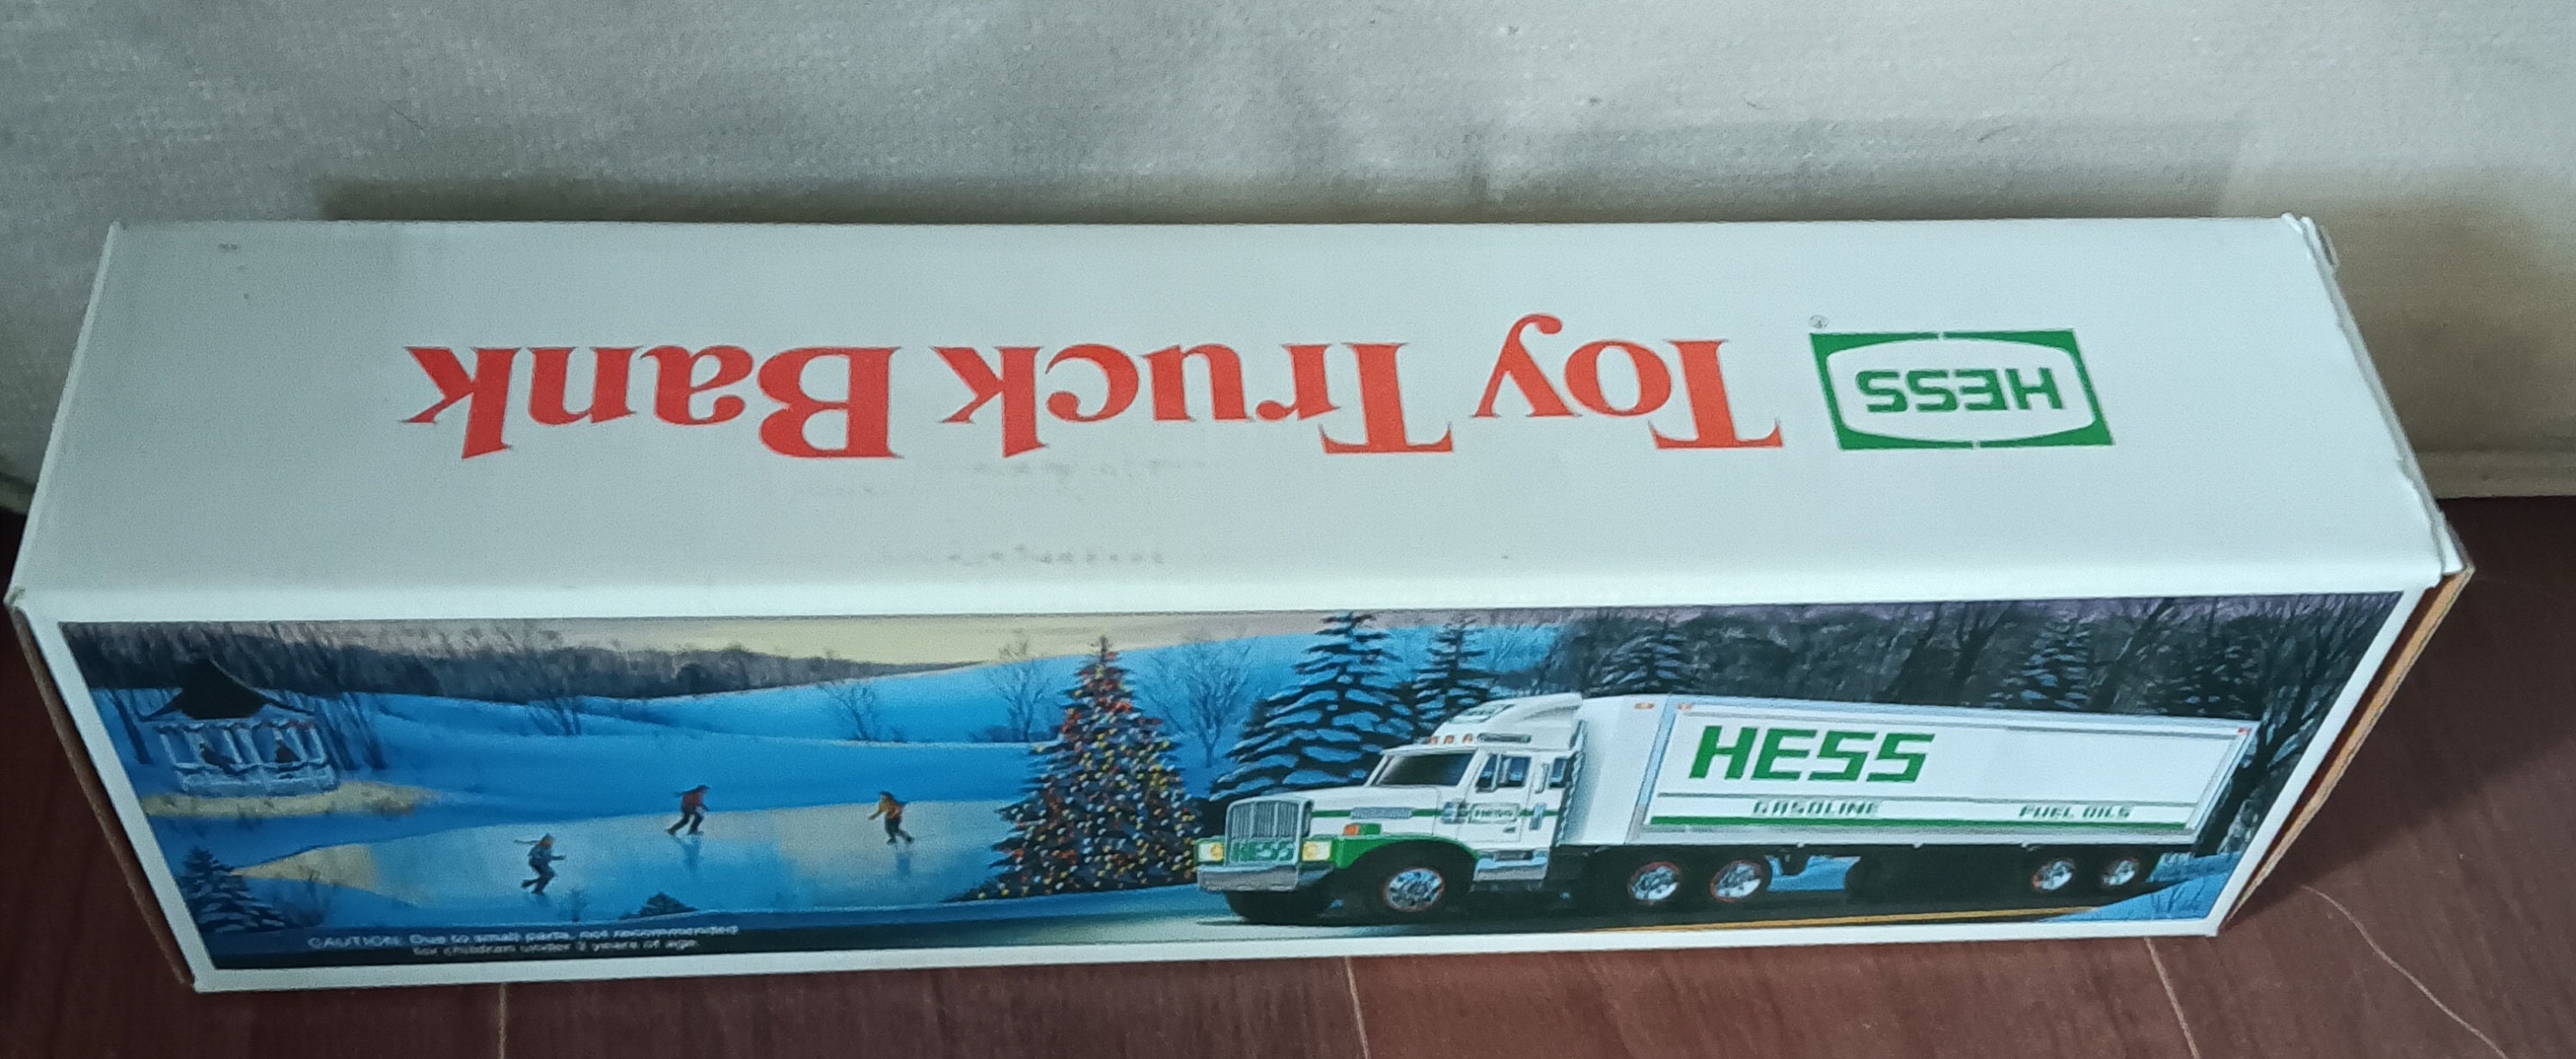 HESS ® Toy Truck Bank
HESS
GASOLINE FUEL OILS
HESS
HESS
CAUTION: Due to small parts, not recommended
for children under 3 years of age.